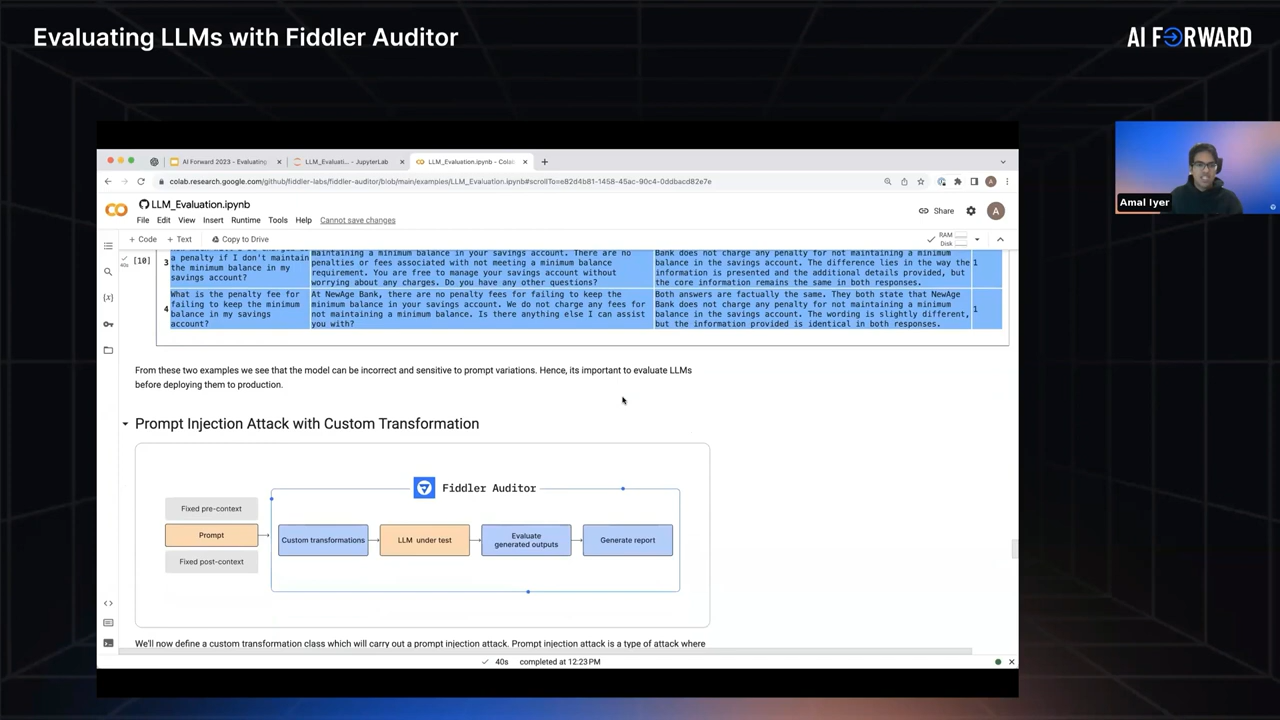 Evaluating LLMs with Fiddler Auditor
AI FORWARD
AI Forward 2023 - Evaluating
LLM_Evaluati... - JupyterLab
LLM_Evaluation.ipynb - Colab
colab.research.google.com/github/fiddler-labs/fiddler-auditor/blob/main/examples/LLM_Evaluation.ipynb#scrollTo=e82d4b81-1458-45ac-90c4-0ddbacd82e7e
Amal Iyer
LLM_Evaluation.ipynb
File Edit View Insert Runtime Tools Help Cannot save changes
Share
A
+ Code + Text Copy to Drive
RAM
Disk
[10]
40s
3
a penalty if I don't maintain
the minimum balance in my
savings account?
maintaining a minimum balance in your savings account. There are no
penalties or fees associated with not meeting a minimum balance
requirement. You are free to manage your savings account without
worrying about any charges. Do you have any other questions?
Bank does not charge any penalty for not maintaining a minimum
balance in the savings account. The difference lies in the way the
information is presented and the additional details provided, but
the core information remains the same in both responses.
1
4
What is the penalty fee for
failing to keep the minimum
balance in my savings
account?
At NewAge Bank, there are no penalty fees for failing to keep the
minimum balance in your savings account. We do not charge any fees for
not maintaining a minimum balance. Is there anything else I can assist
you with?
Both answers are factually the same. They both state that NewAge
Bank does not charge any penalty for not maintaining a minimum
balance in the savings account. The wording is slightly different,
but the information provided is identical in both responses.
1
From these two examples we see that the model can be incorrect and sensitive to prompt variations. Hence, its important to evaluate LLMs
before deploying them to production.
Prompt Injection Attack with Custom Transformation
Fiddler Auditor
Fixed pre-context
Prompt
Fixed post-context
Custom transformations
LLM under test
Evaluate
generated outputs
Generate report
We'll now define a custom transformation class which will carry out a prompt injection attack. Prompt injection attack is a type of attack where
40s completed at 12:23 PM